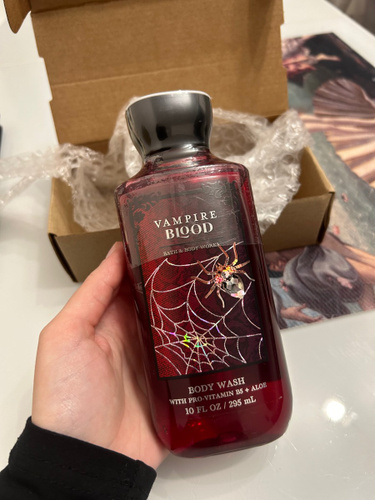 VAMPIRE
BLOOD
BATH & BODY WORKS
BODY WASH
WITH PRO-VITAMIN B5 + ALOE
10 FL OZ / 295 mL